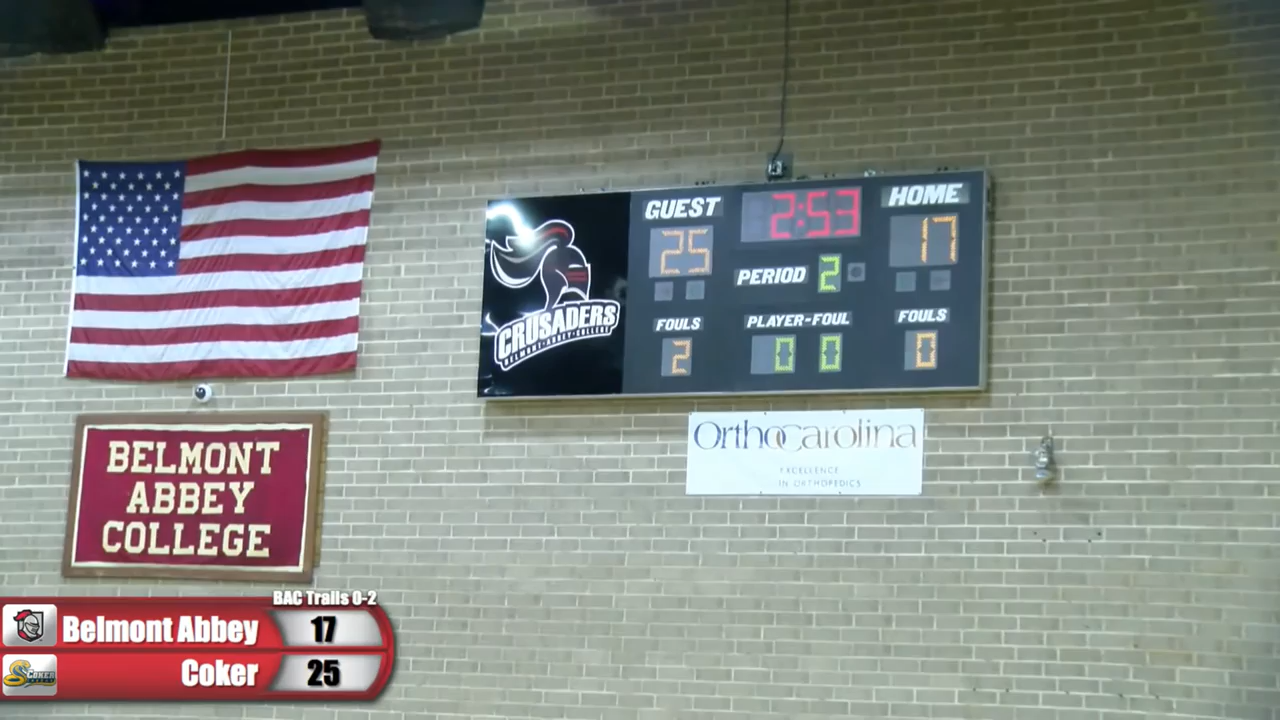 GUEST
2:53
HOME
25
17
PERIOD 2
FOULS
PLAYER-FOUL
FOULS
2
0 0
0
CRUSADERS
BELMONT·ABBEY·COLLEGE
OrthoCarolina
EXCELLENCE
IN ORTHOPEDICS
BELMONT
ABBEY
COLLEGE
BAC Trails 0-2
Belmont Abbey 17
COKER
Coker 25